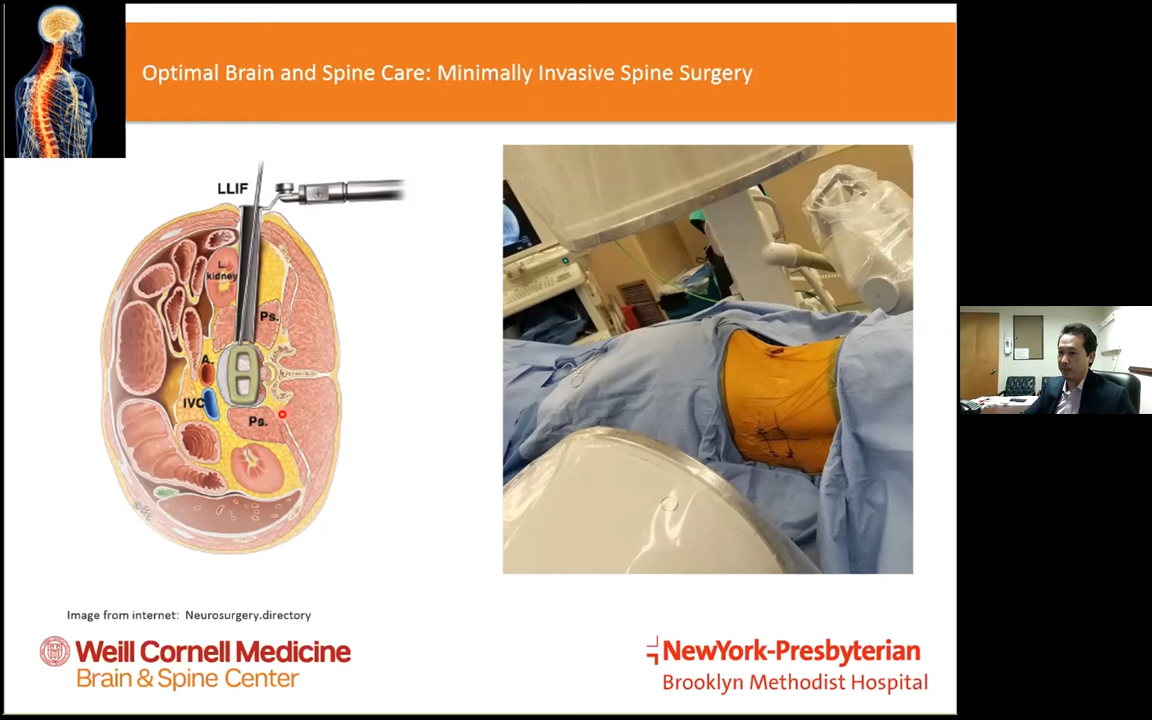 Optimal Brain and Spine Care: Minimally Invasive Spine Surgery
LLIF
L.
kidney
Ps.
A.
IVC
Ps.
Image from internet: Neurosurgery.directory
Weill Cornell Medicine
Brain & Spine Center
NewYork-Presbyterian
Brooklyn Methodist Hospital